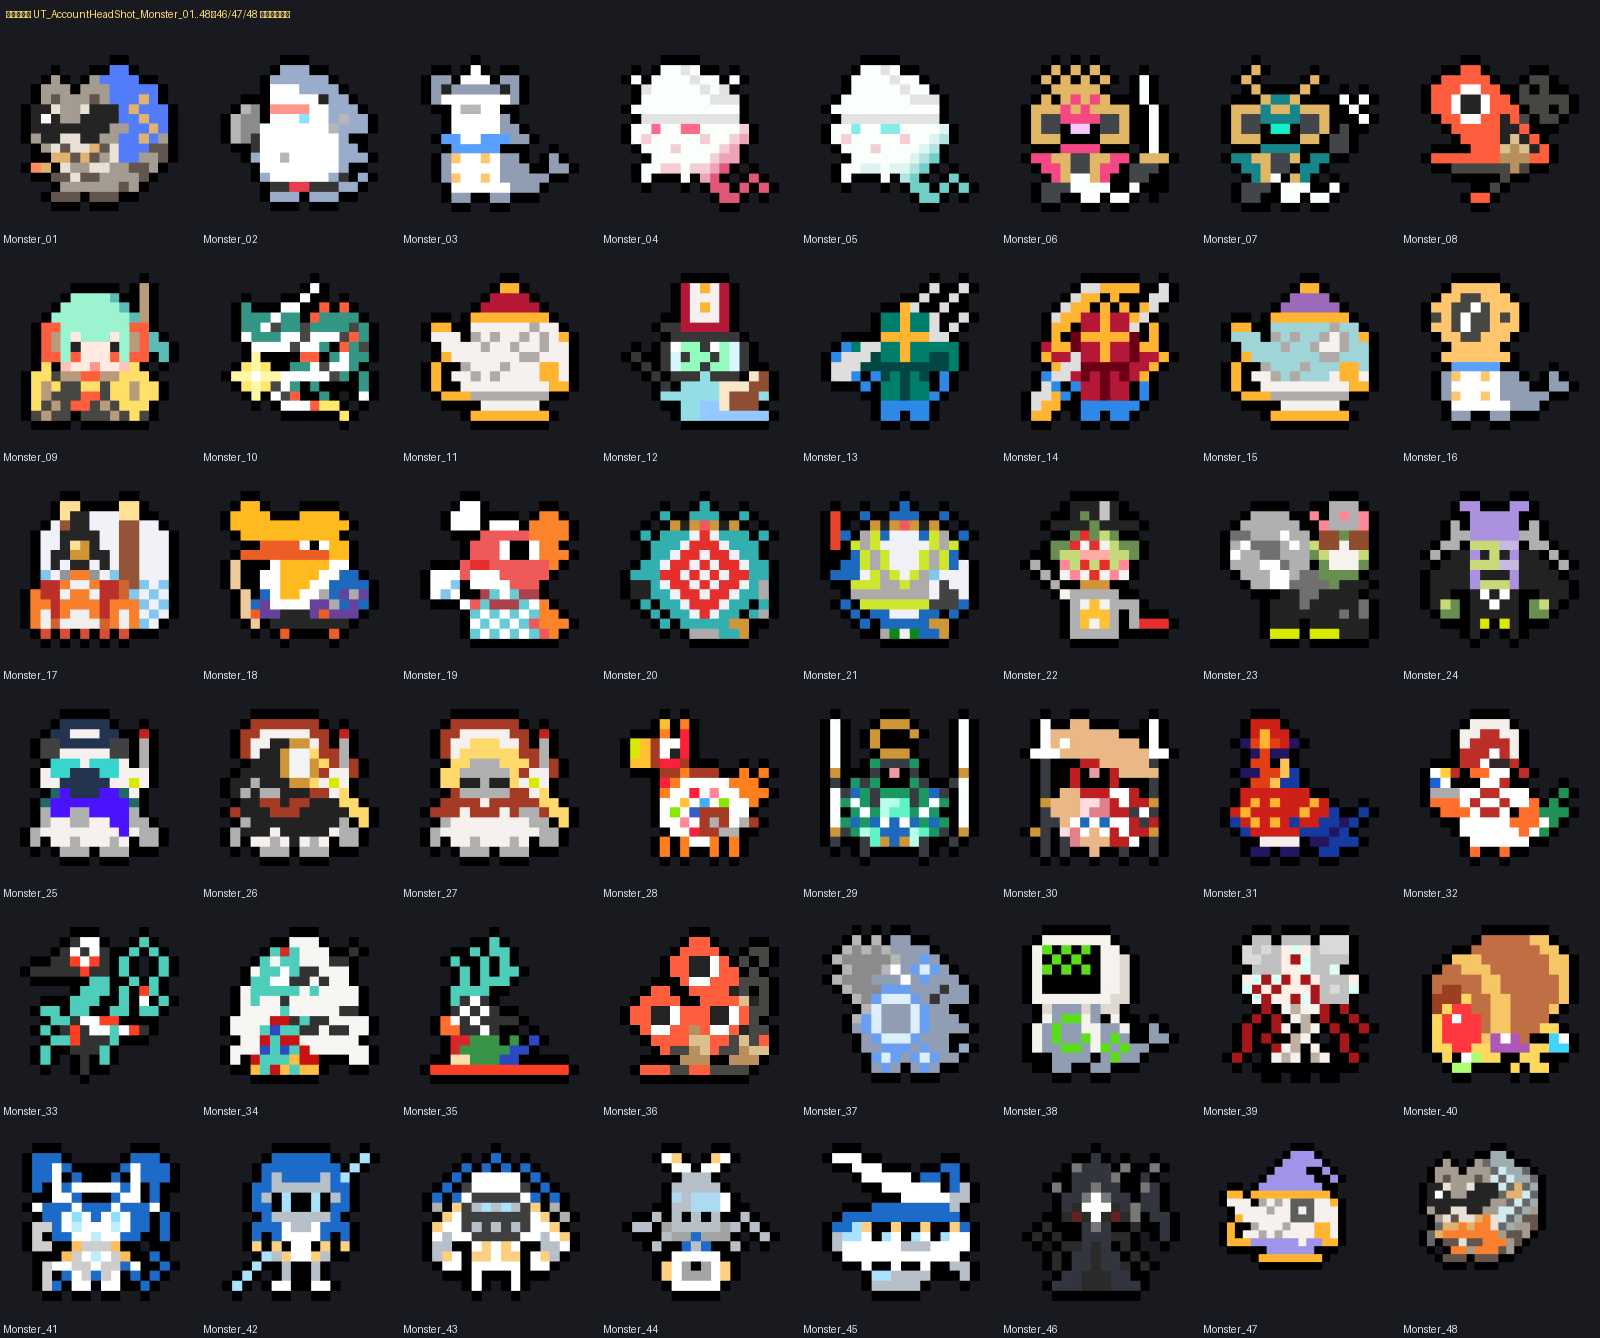 UT_AccountHeadShot_Monster_01..48 46/47/48
Monster_01 Monster_02 Monster_03 Monster_04 Monster_05 Monster_06 Monster_07 Monster_08
Monster_09 Monster_10 Monster_11 Monster_12 Monster_13 Monster_14 Monster_15 Monster_16
Monster_17 Monster_18 Monster_19 Monster_20 Monster_21 Monster_22 Monster_23 Monster_24
Monster_25 Monster_26 Monster_27 Monster_28 Monster_29 Monster_30 Monster_31 Monster_32
Monster_33 Monster_34 Monster_35 Monster_36 Monster_37 Monster_38 Monster_39 Monster_40
Monster_41 Monster_42 Monster_43 Monster_44 Monster_45 Monster_46 Monster_47 Monster_48